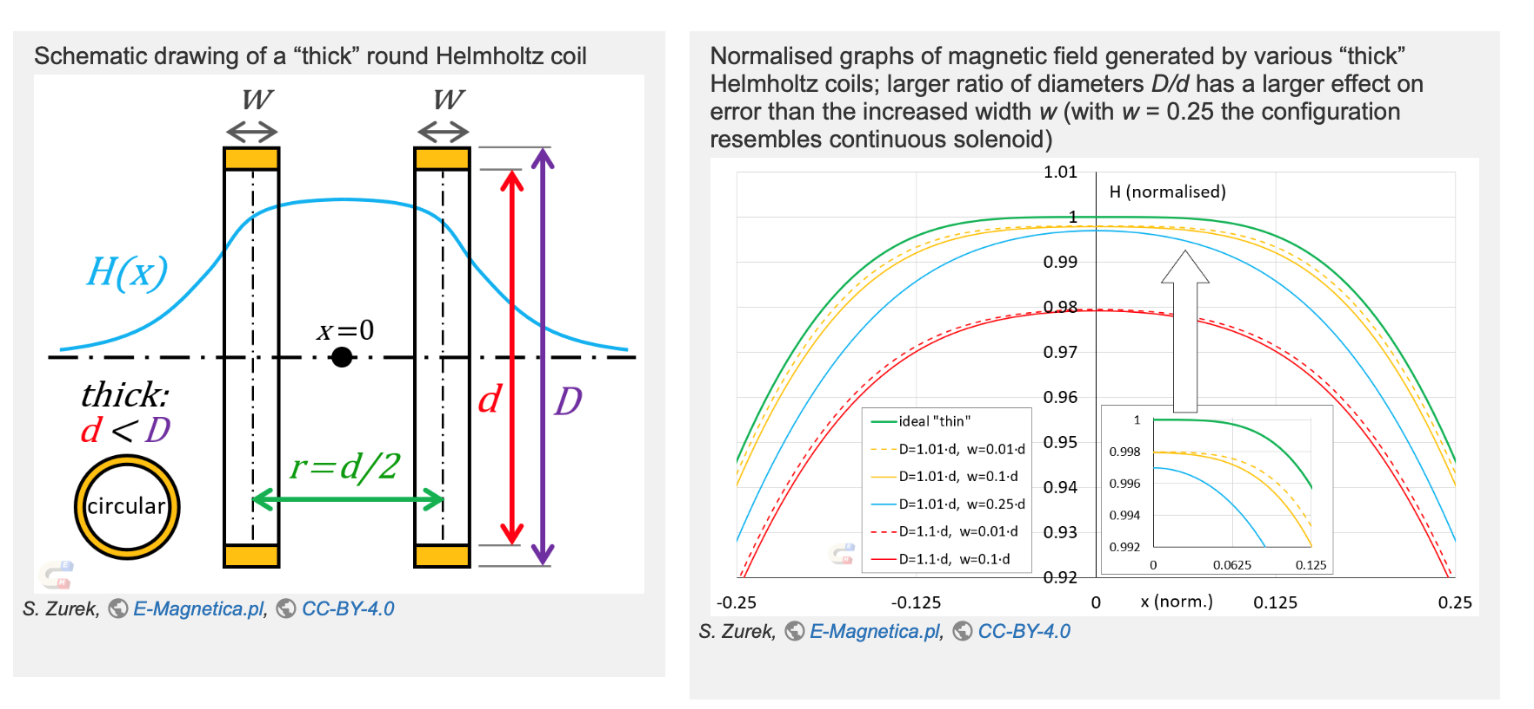 Schematic drawing of a “thick” round Helmholtz coil
W W
H(x)
x=0
thick:
d < D
d
D
r=d/2
circular
S. Zurek, E-Magnetica.pl, CC-BY-4.0
Normalised graphs of magnetic field generated by various “thick”
Helmholtz coils; larger ratio of diameters D/d has a larger effect on
error than the increased width w (with w = 0.25 the configuration
resembles continuous solenoid)
1.01
H (normalised)
1
0.99
0.98
0.97
0.96
0.95
0.94
0.93
0.92
ideal "thin"
D=1.01·d, w=0.01·d
D=1.01·d, w=0.1·d
D=1.01·d, w=0.25·d
D=1.1·d, w=0.01·d
D=1.1·d, w=0.1·d
1
0.998
0.996
0.994
0.992
0 0.0625 0.125
-0.25 -0.125 0 x (norm.) 0.125 0.25
S. Zurek, E-Magnetica.pl, CC-BY-4.0